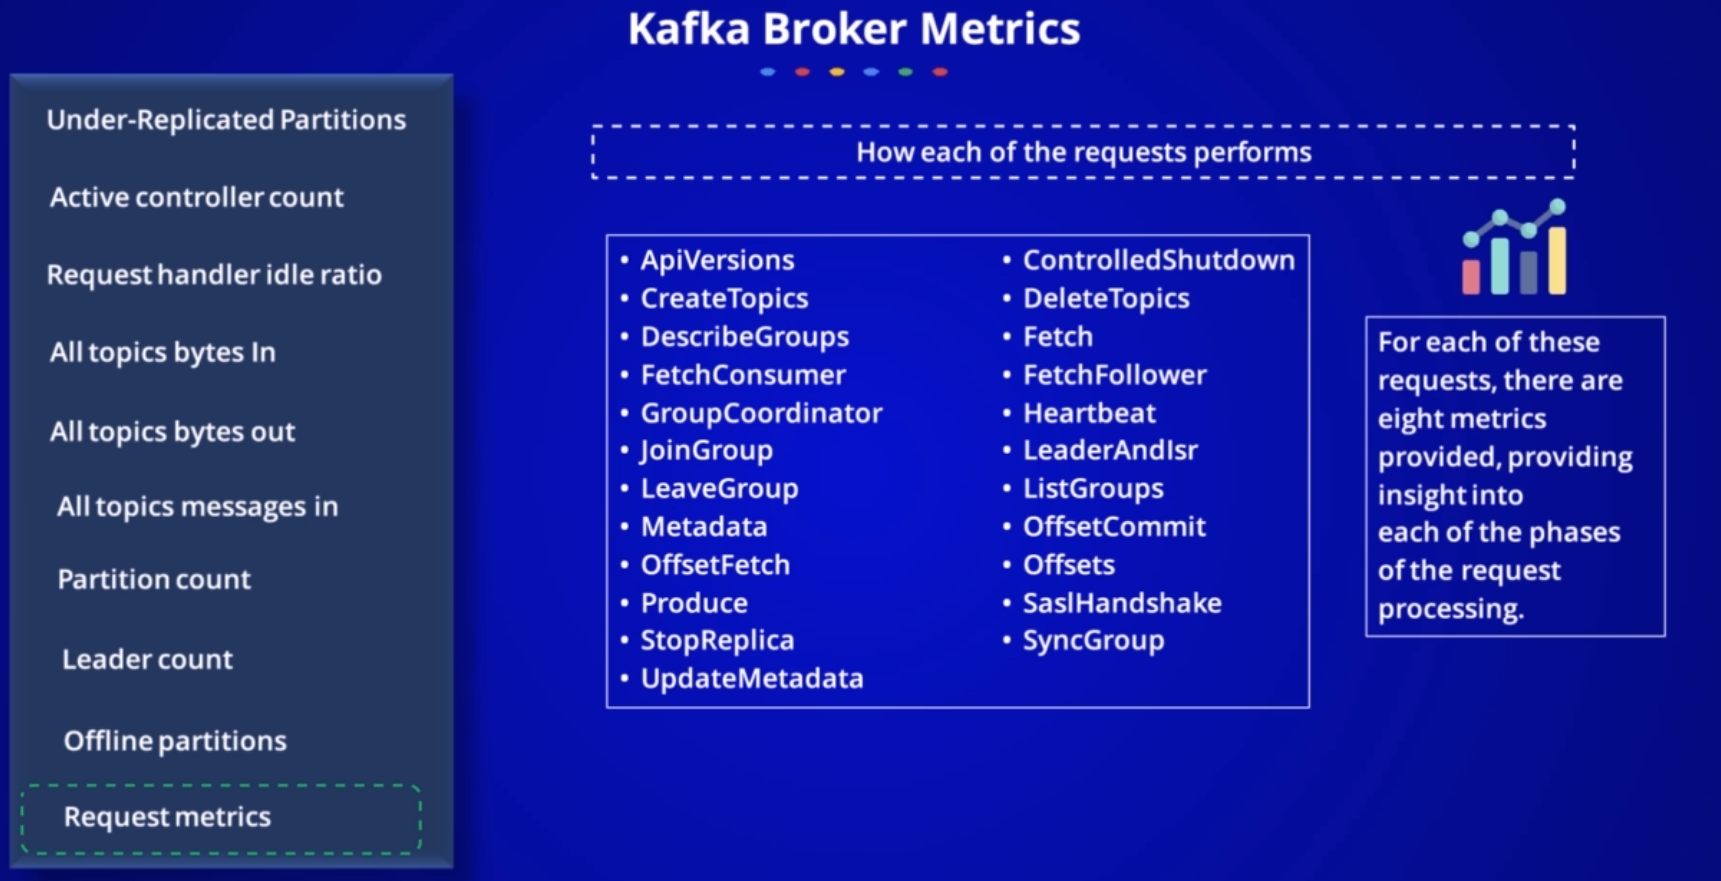 Kafka Broker Metrics
Under-Replicated Partitions
Active controller count
Request handler idle ratio
All topics bytes In
All topics bytes out
All topics messages in
Partition count
Leader count
Offline partitions
Request metrics
How each of the requests performs
• ApiVersions
• CreateTopics
• DescribeGroups
• FetchConsumer
• GroupCoordinator
• JoinGroup
• LeaveGroup
• Metadata
• OffsetFetch
• Produce
• StopReplica
• UpdateMetadata
• ControlledShutdown
• DeleteTopics
• Fetch
• FetchFollower
• Heartbeat
• LeaderAndIsr
• ListGroups
• OffsetCommit
• Offsets
• SaslHandshake
• SyncGroup
For each of these
requests, there are
eight metrics
provided, providing
insight into
each of the phases
of the request
processing.